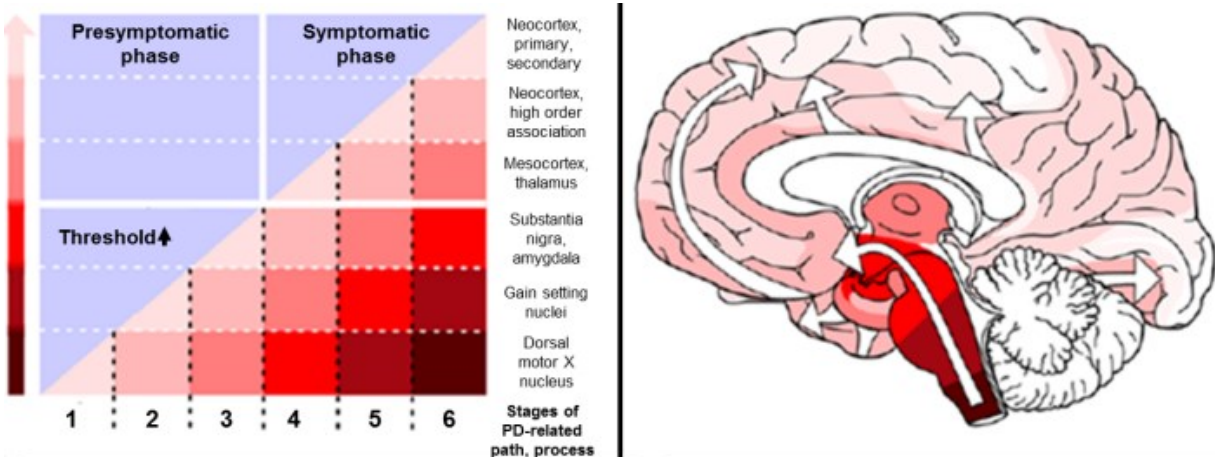 Presymptomatic
phase
Symptomatic
phase
Threshold
Neocortex,
primary,
secondary
Neocortex,
high order
association
Mesocortex,
thalamus
Substantia
nigra,
amygdala
Gain setting
nuclei
Dorsal
motor X
nucleus
1 2 3 4 5 6
Stages of
PD-related
path, process